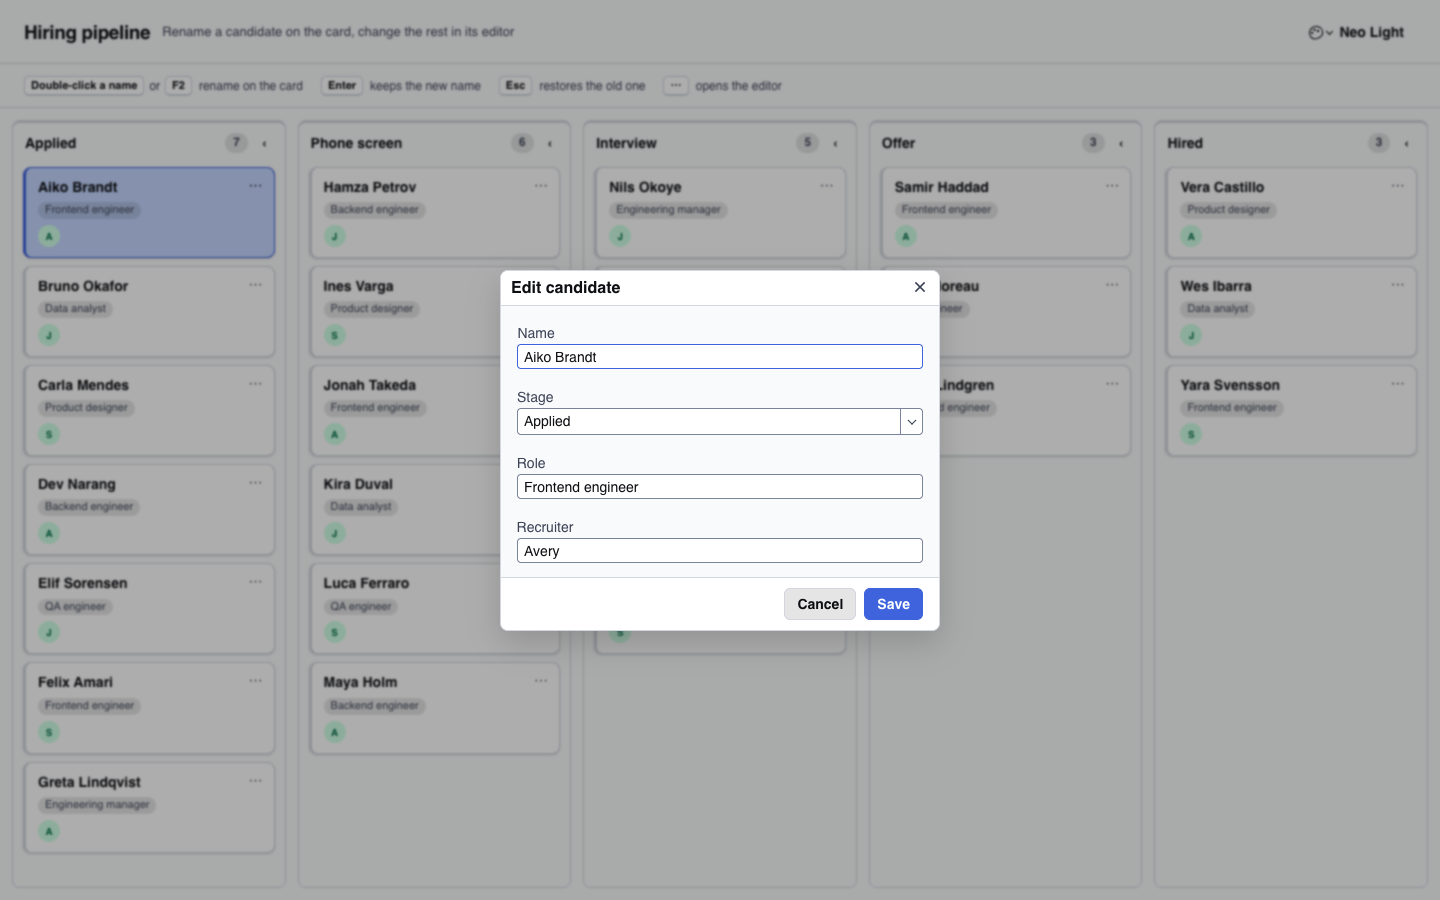 Hiring pipeline
Rename a candidate on the card, change the rest in its editor
Neo Light
Double-click a name or F2 rename on the card Enter keeps the new name Esc restores the old one ··· opens the editor
Applied 7
Aiko Brandt
Frontend engineer
A
Bruno Okafor
Data analyst
J
Carla Mendes
Product designer
S
Dev Narang
Backend engineer
A
Elif Sorensen
QA engineer
J
Felix Amari
Frontend engineer
S
Greta Lindqvist
Engineering manager
A
Phone screen 6
Hamza Petrov
Backend engineer
J
Ines Varga
Product designer
S
Jonah Takeda
Frontend engineer
A
Kira Duval
Data analyst
J
Luca Ferraro
QA engineer
S
Maya Holm
Backend engineer
A
Interview 5
Nils Okoye
Engineering manager
J
S
Offer 3
Samir Haddad
Frontend engineer
A
Hired 3
Vera Castillo
Product designer
A
Wes Ibarra
Data analyst
J
Yara Svensson
Frontend engineer
S
Edit candidate
Name
Aiko Brandt
Stage
Applied
Role
Frontend engineer
Recruiter
Avery
Cancel
Save